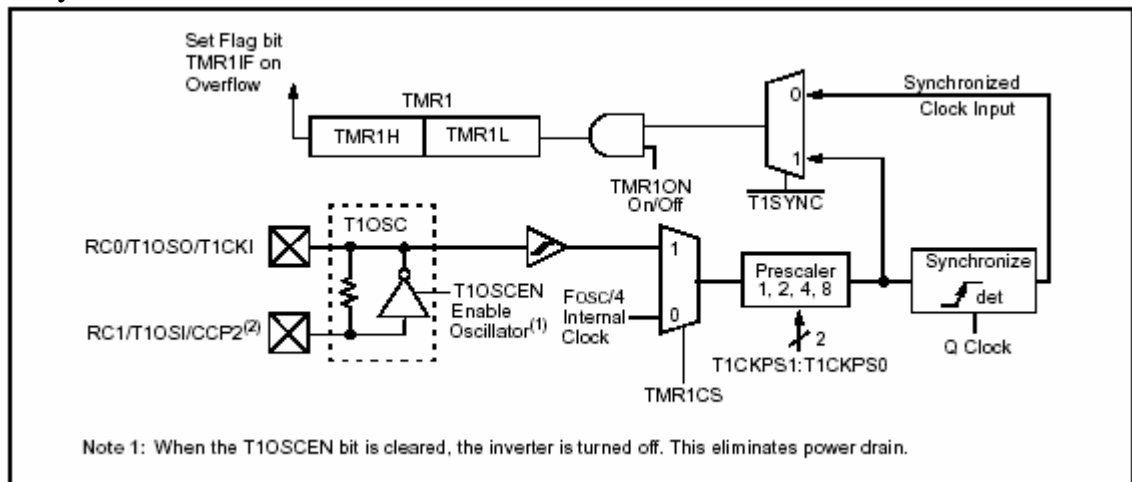 Set Flag bit
TMR1IF on
Overflow
TMR1
TMR1H
TMR1L
TMR1ON
On/Off
0
1
T1SYNC
Synchronized
Clock Input
RC0/T1OSO/T1CKI
T1OSC
RC1/T1OSI/CCP2(2)
T1OSCEN
Enable
Oscillator(1)
FOSC/4
Internal
Clock
1
0
TMR1CS
Prescaler
1, 2, 4, 8
2
T1CKPS1:T1CKPS0
Synchronize
det
Q Clock
Note 1: When the T1OSCEN bit is cleared, the inverter is turned off. This eliminates power drain.